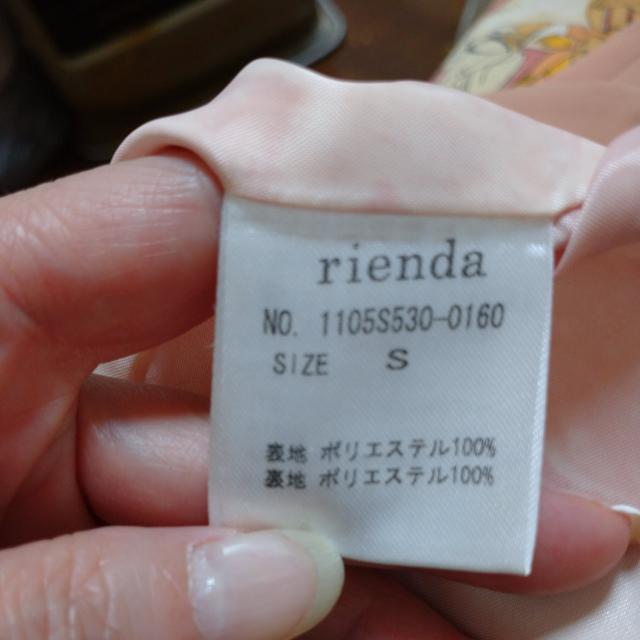 rienda
NO. 1105S530-0160
SIZE S
表地 ポリエステル100%
裏地 ポリエステル100%